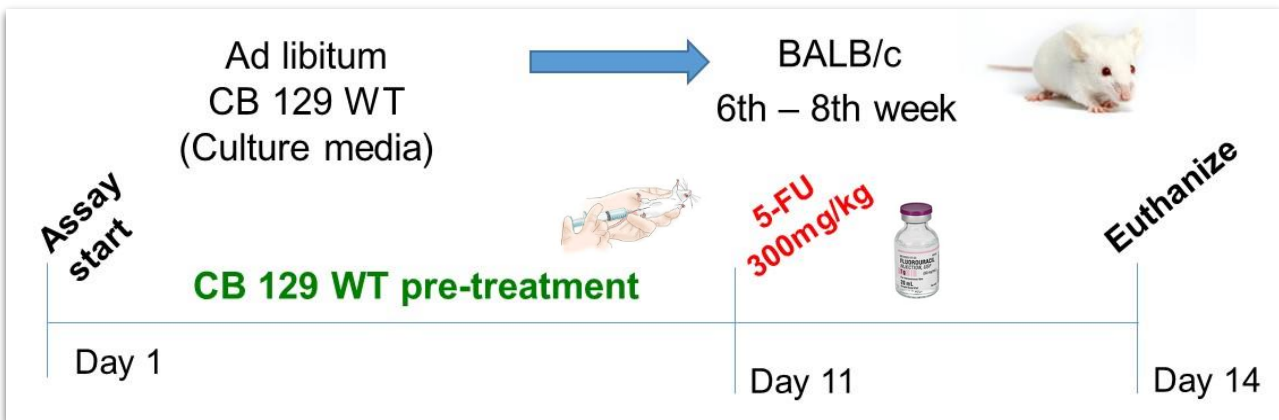 Ad libitum
CB 129 WT
(Culture media)
BALB/c
6th – 8th week
Assay
start
CB 129 WT pre-treatment
5-FU
300mg/kg
FLUOROURACIL
Euthanize
Day 1
Day 11
Day 14